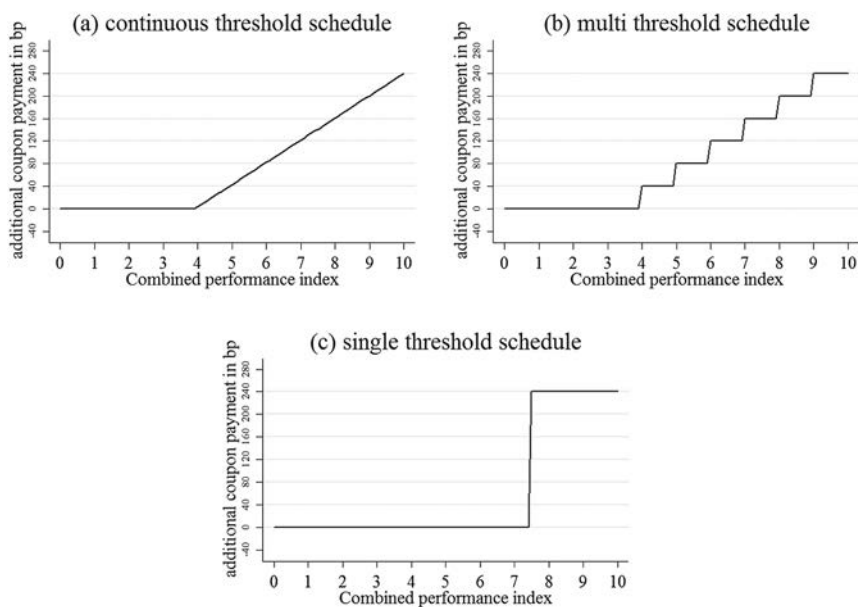 (a) continuous threshold schedule
additional coupon payment in bp
280
240
200
160
120
80
40
0
-40
0 1 2 3 4 5 6 7 8 9 10
Combined performance index
(b) multi threshold schedule
additional coupon payment in bp
280
240
200
160
120
80
40
0
-40
0 1 2 3 4 5 6 7 8 9 10
Combined performance index
(c) single threshold schedule
additional coupon payment in bp
280
240
200
160
120
80
40
0
-40
0 1 2 3 4 5 6 7 8 9 10
Combined performance index